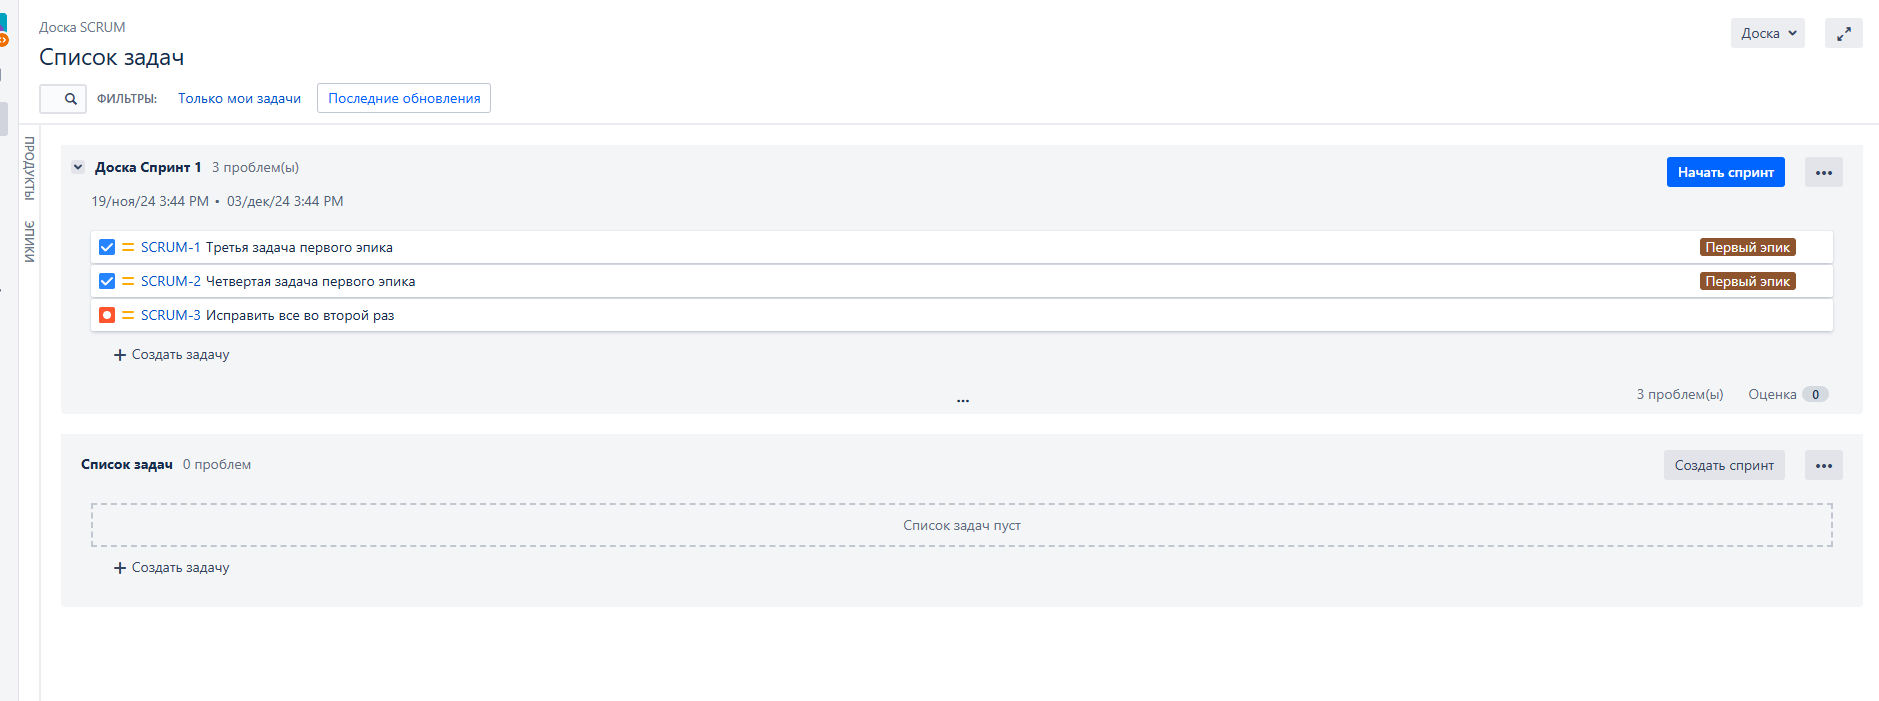 Доска SCRUM
Список задач
Доска
ФИЛЬТРЫ: Только мои задачи Последние обновления
ПРОДУКТЫ
ЭПИКИ
Доска Спринт 1 3 проблем(ы)
Начать спринт
19/ноя/24 3:44 PM • 03/дек/24 3:44 PM
SCRUM-1 Третья задача первого эпика Первый эпик
SCRUM-2 Четвертая задача первого эпика Первый эпик
SCRUM-3 Исправить все во второй раз
+ Создать задачу
3 проблем(ы) Оценка 0
Список задач 0 проблем
Создать спринт
Список задач пуст
+ Создать задачу